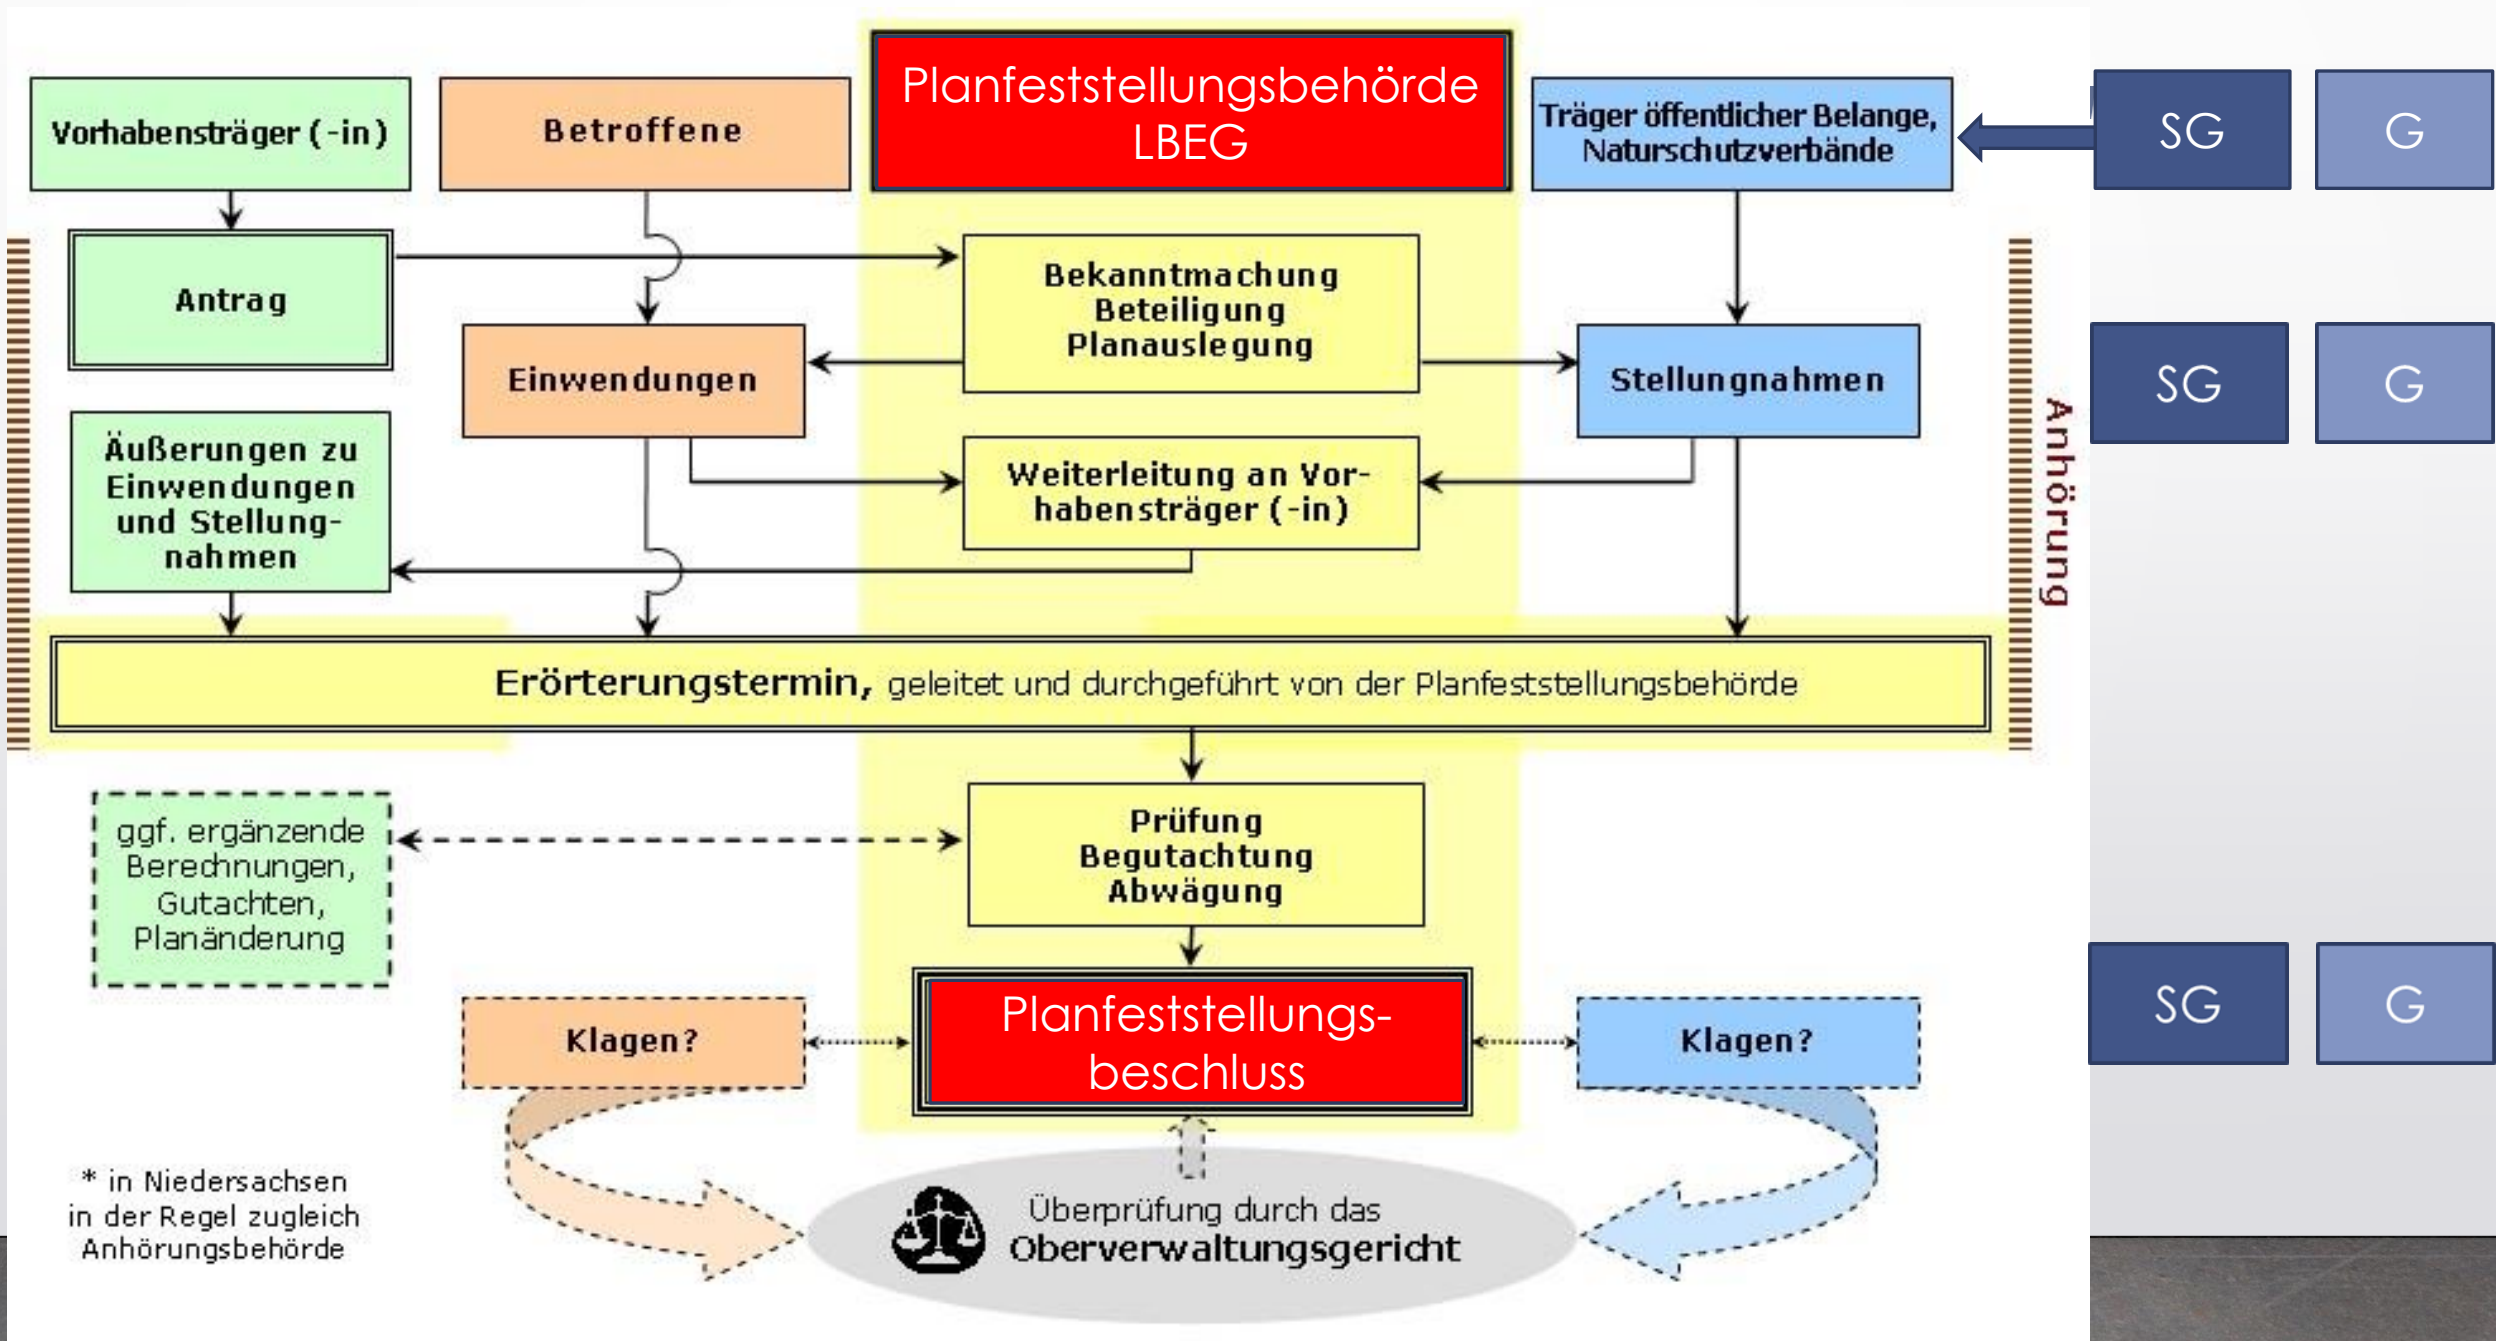 Vorhabensträger (-in)
Betroffene
Planfeststellungsbehörde
LBEG
Träger öffentlicher Belange,
Naturschutzverbände
SG
G
Antrag
Bekanntmachung
Beteiligung
Planauslegung
Einwendungen
Stellungnahmen
SG
G
Anhörung
Äußerungen zu
Einwendungen
und Stellung-
nahmen
Weiterleitung an Vor-
habensträger (-in)
Erörterungstermin, geleitet und durchgeführt von der Planfeststellungsbehörde
ggf. ergänzende
Berechnungen,
Gutachten,
Planänderung
Prüfung
Begutachtung
Abwägung
Klagen?
Planfeststellungs-
beschluss
Klagen?
SG
G
* in Niedersachsen
in der Regel zugleich
Anhörungsbehörde
Überprüfung durch das
Oberverwaltungsgericht